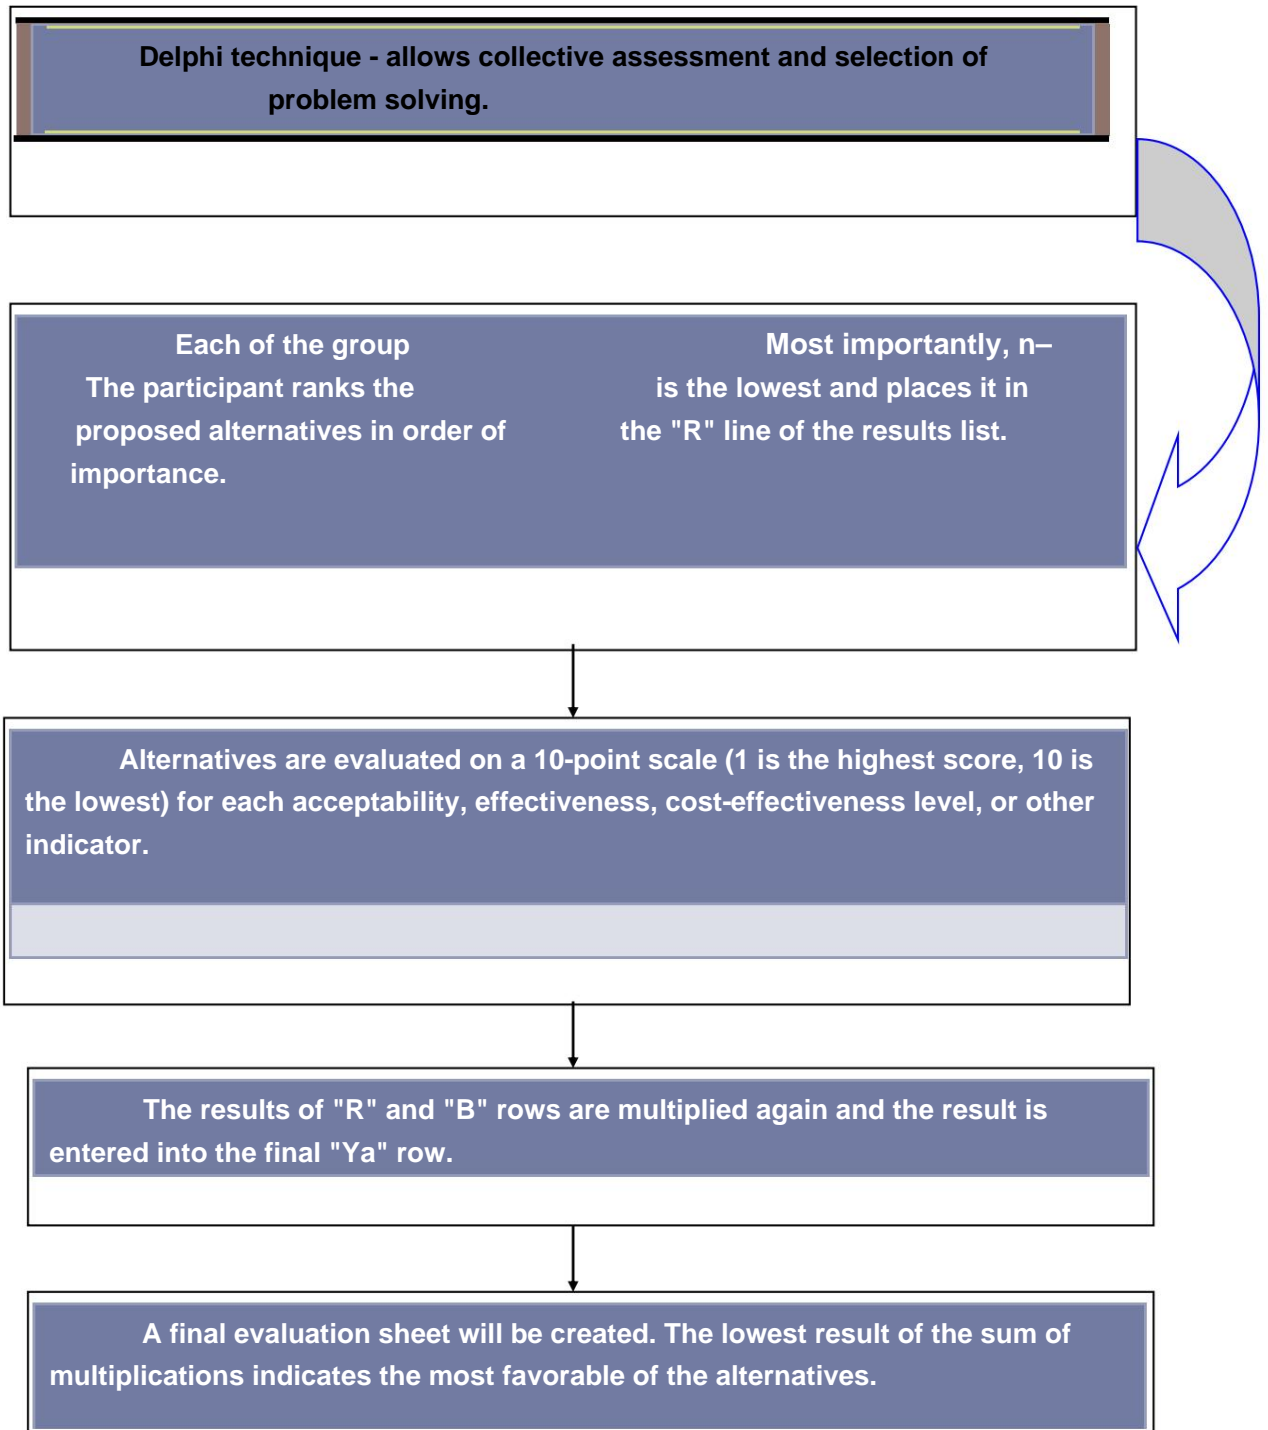 Delphi technique - allows collective assessment and selection of
problem solving.
Each of the group
The participant ranks the
proposed alternatives in order of
importance.
Most importantly, n–
is the lowest and places it in
the "R" line of the results list.
Alternatives are evaluated on a 10-point scale (1 is the highest score, 10 is
the lowest) for each acceptability, effectiveness, cost-effectiveness level, or other
indicator.
The results of "R" and "B" rows are multiplied again and the result is
entered into the final "Ya" row.
A final evaluation sheet will be created. The lowest result of the sum of
multiplications indicates the most favorable of the alternatives.